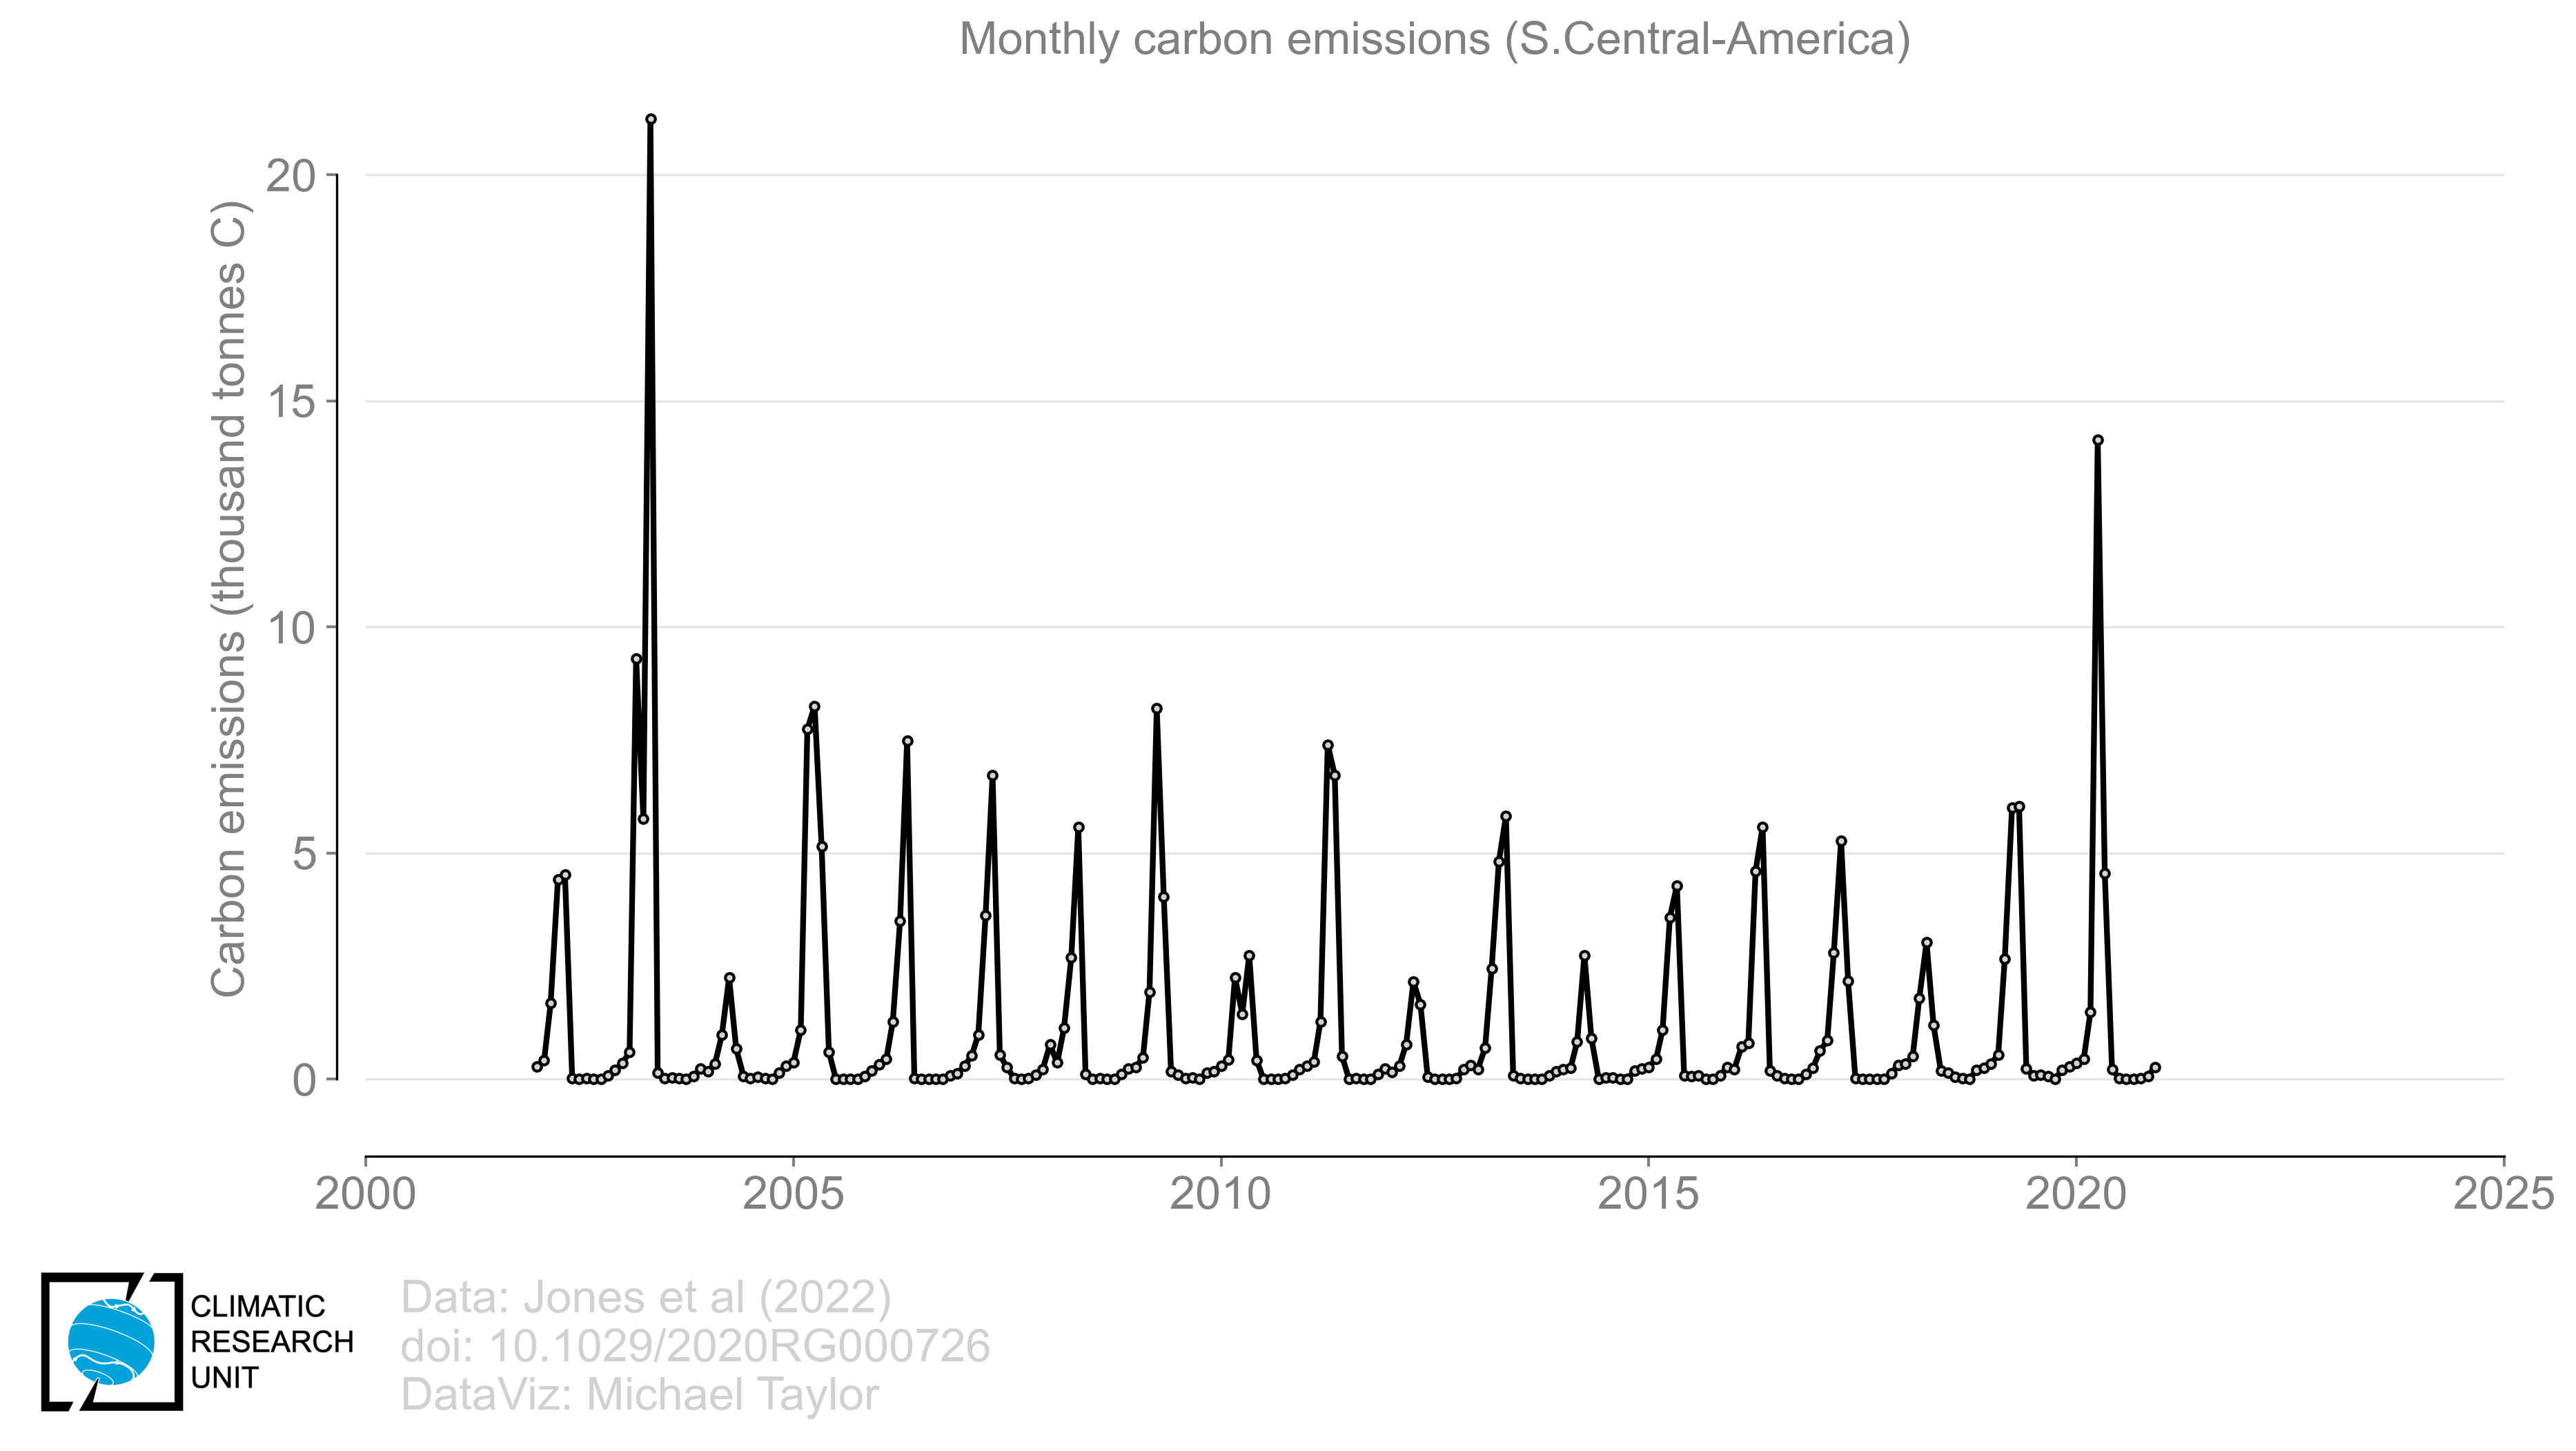 Monthly carbon emissions (S.Central-America)
Carbon emissions (thousand tonnes C)
20
15
10
5
0
2000 2005 2010 2015 2020 2025
CLIMATIC
RESEARCH
UNIT
Data: Jones et al (2022)
doi: 10.1029/2020RG000726
DataViz: Michael Taylor